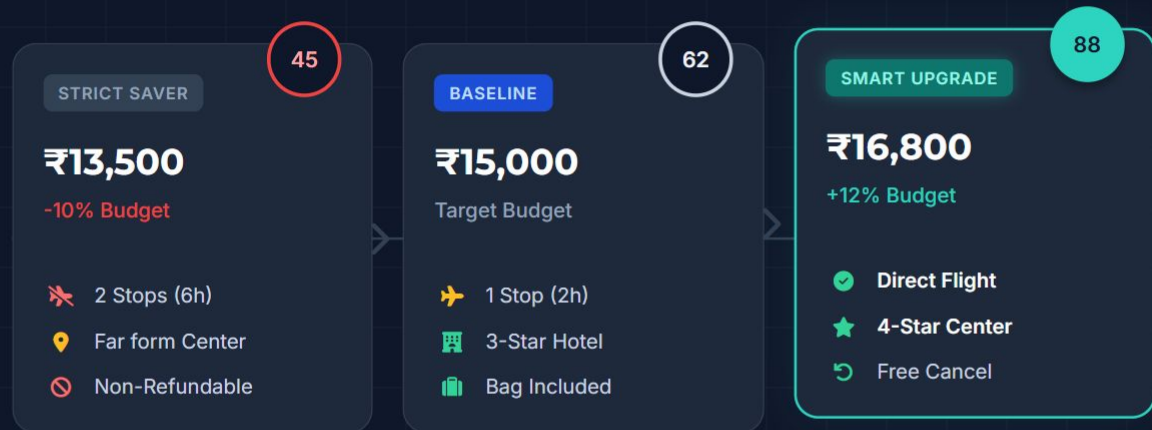 45
STRICT SAVER
₹13,500
-10% Budget
2 Stops (6h)
Far form Center
Non-Refundable
62
BASELINE
₹15,000
Target Budget
1 Stop (2h)
3-Star Hotel
Bag Included
88
SMART UPGRADE
₹16,800
+12% Budget
Direct Flight
4-Star Center
Free Cancel